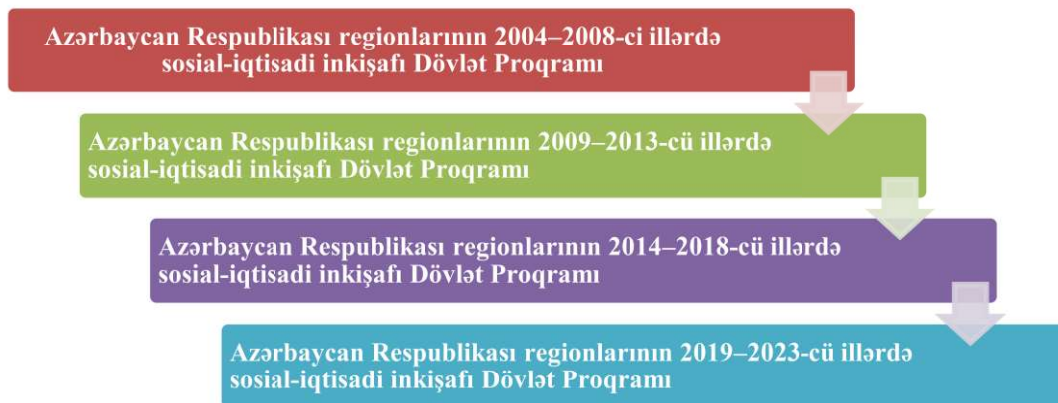 Azərbaycan Respublikası regionlarının 2004–2008-ci illərdə
sosial-iqtisadi inkişafı Dövlət Proqramı
Azərbaycan Respublikası regionlarının 2009–2013-cü illərdə
sosial-iqtisadi inkişafı Dövlət Proqramı
Azərbaycan Respublikası regionlarının 2014–2018-cü illərdə
sosial-iqtisadi inkişafı Dövlət Proqramı
Azərbaycan Respublikası regionlarının 2019–2023-cü illərdə
sosial-iqtisadi inkişafı Dövlət Proqramı